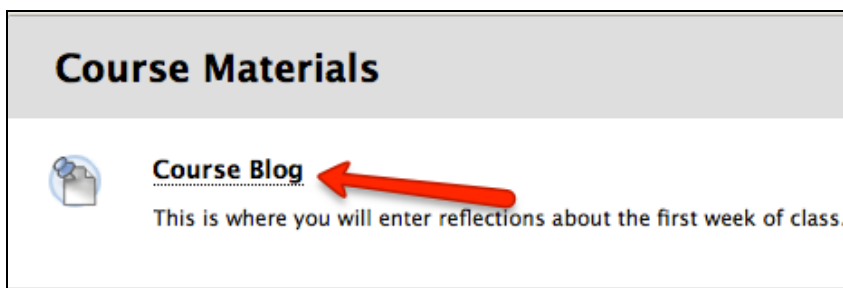 Course Materials
Course Blog
This is where you will enter reflections about the first week of class.